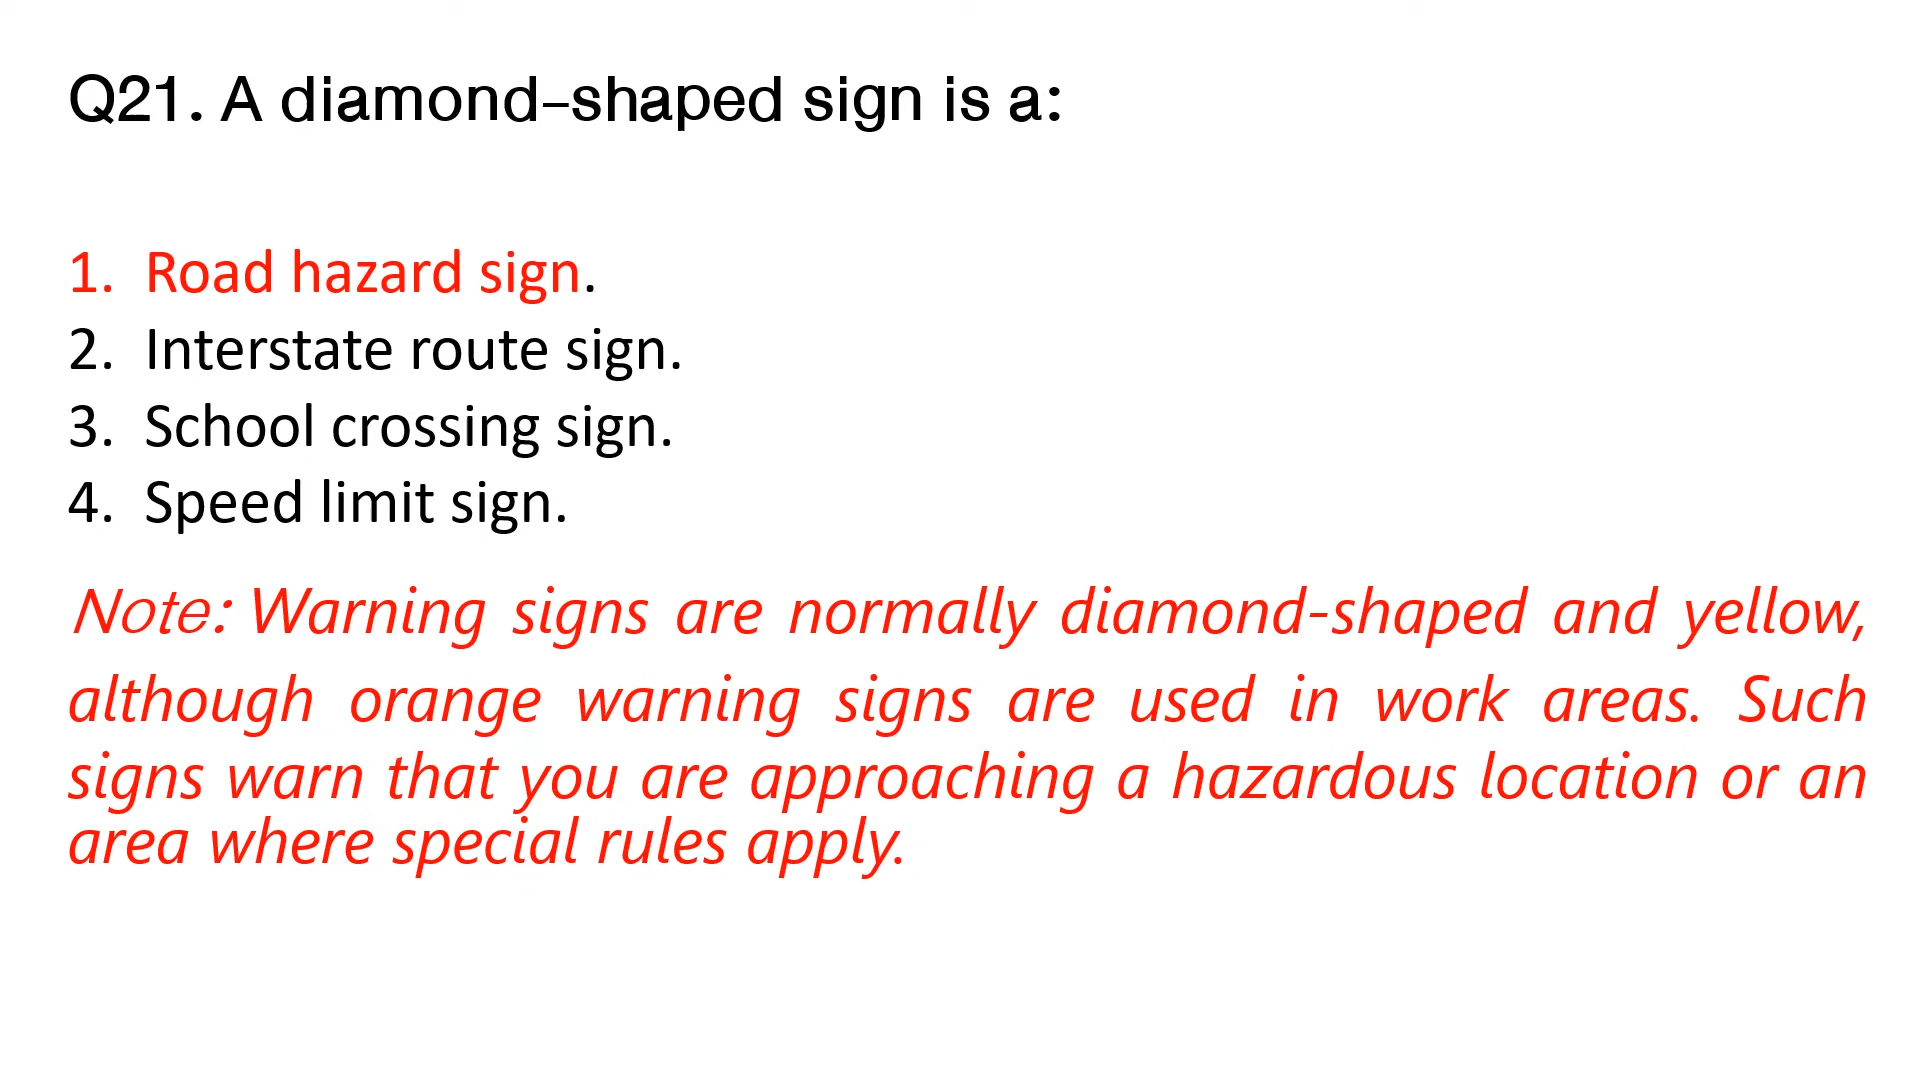 Q21. A diamond-shaped sign is a:
1. Road hazard sign.
2. Interstate route sign.
3. School crossing sign.
4. Speed limit sign.
Note: Warning signs are normally diamond-shaped and yellow,
although orange warning signs are used in work areas. Such
signs warn that you are approaching a hazardous location or an
area where special rules apply.